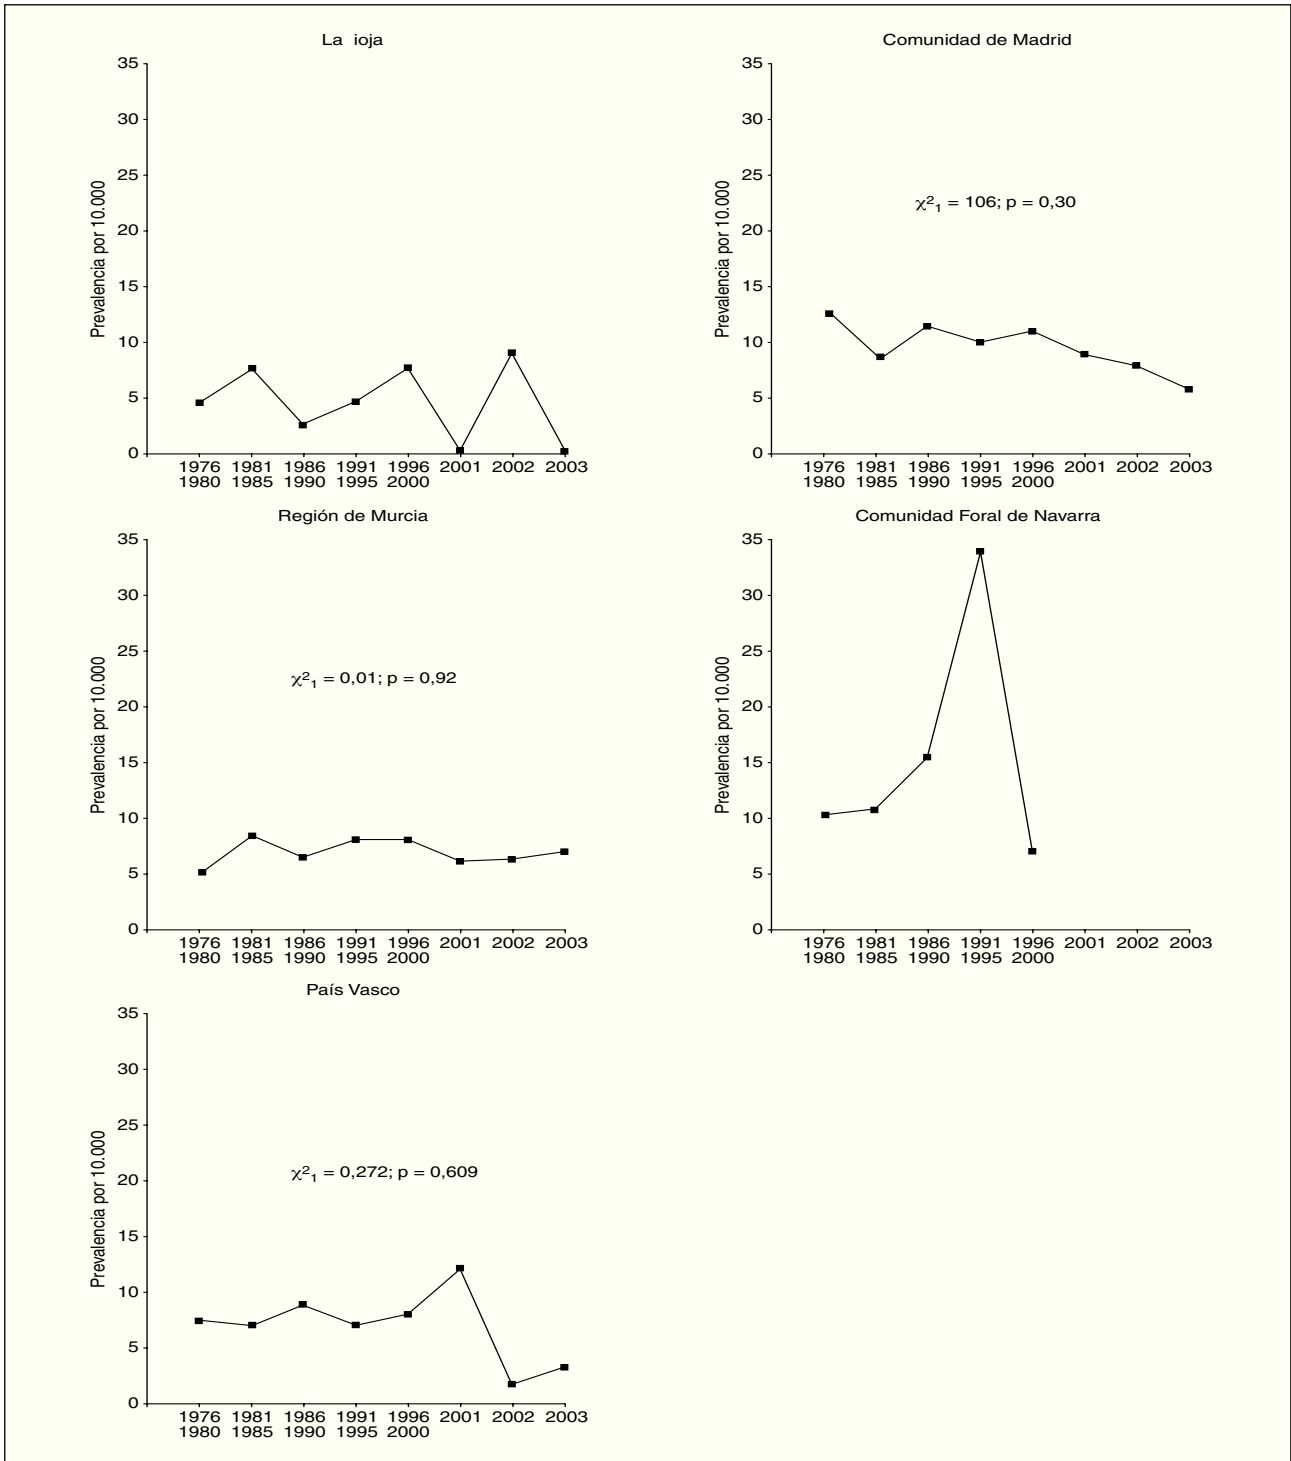 La ioja
35
30
25
20
15
10
5
0
Prevalencia por 10.000
1976 1981 1986 1991 1996 2001 2002 2003
1980 1985 1990 1995 2000
Comunidad de Madrid
35
30
25
20
15
10
5
0
Prevalencia por 10.000
χ²₁ = 106; p = 0,30
1976 1981 1986 1991 1996 2001 2002 2003
1980 1985 1990 1995 2000
Región de Murcia
35
30
25
20
15
10
5
0
Prevalencia por 10.000
χ²₁ = 0,01; p = 0,92
1976 1981 1986 1991 1996 2001 2002 2003
1980 1985 1990 1995 2000
Comunidad Foral de Navarra
35
30
25
20
15
10
5
0
Prevalencia por 10.000
1976 1981 1986 1991 1996 2001 2002 2003
1980 1985 1990 1995 2000
País Vasco
35
30
25
20
15
10
5
0
Prevalencia por 10.000
χ²₁ = 0,272; p = 0,609
1976 1981 1986 1991 1996 2001 2002 2003
1980 1985 1990 1995 2000